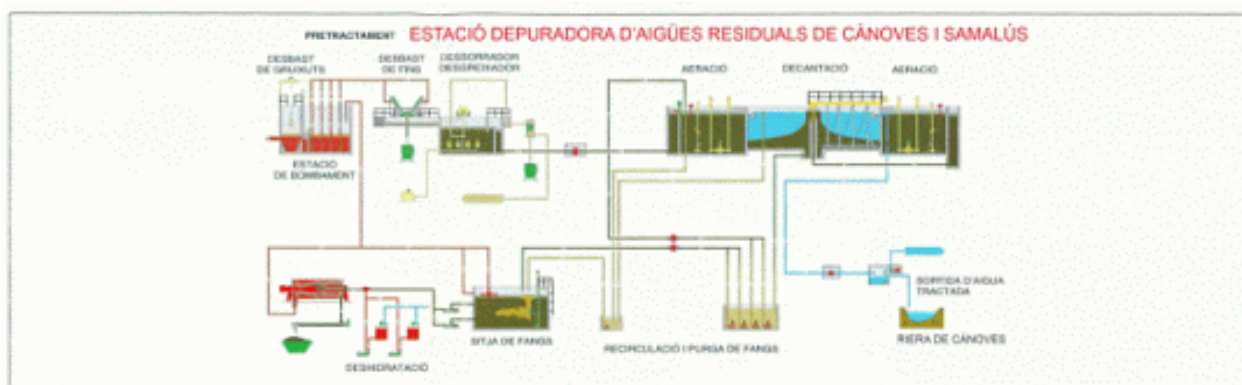 PRETRACTAMENT ESTACIÓ DEPURADORA D'AIGÜES RESIDUALS DE CÀNOVES I SAMALÚS
DESBAST
DE GRUIXUTS
DESBAST
DE FINS
DESSORRADOR
DESGREIXADOR
AERACIÓ
DECANTACIÓ
AERACIÓ
ESTACIÓ
DE BOMBAMENT
SORTIDA D'AIGUA
TRACTADA
SITJA DE FANGS
RECIRCULACIÓ I PURGA DE FANGS
RIERA DE CÀNOVES
DESHIDRATACIÓ